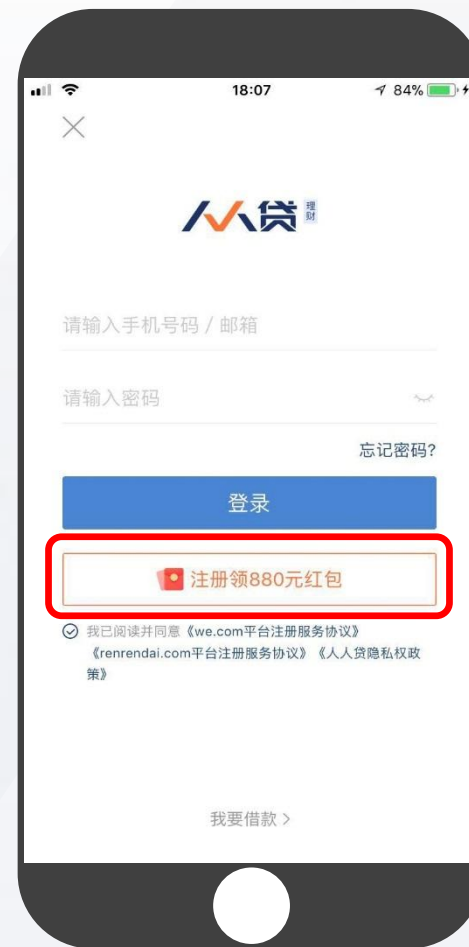 18:07
84%
人人贷 理财
请输入手机号码 / 邮箱
请输入密码
忘记密码?
登录
注册领880元红包
我已阅读并同意《we.com平台注册服务协议》
《renrendai.com平台注册服务协议》《人人贷隐私权政
策》
我要借款 >